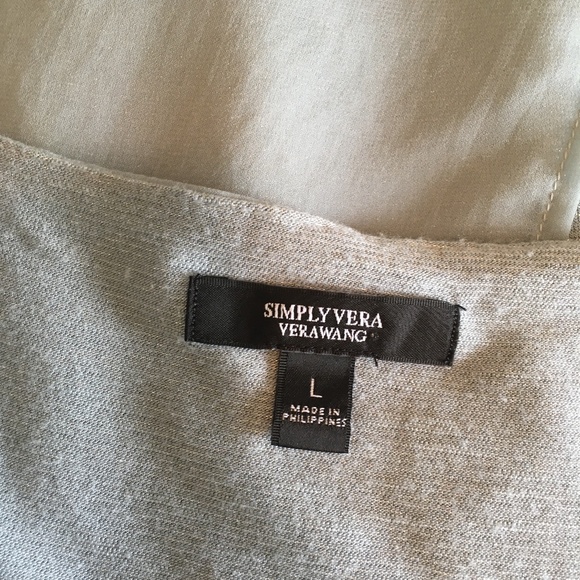 SIMPLY VERA
VERAWANG
L
MADE IN
PHILIPPINES